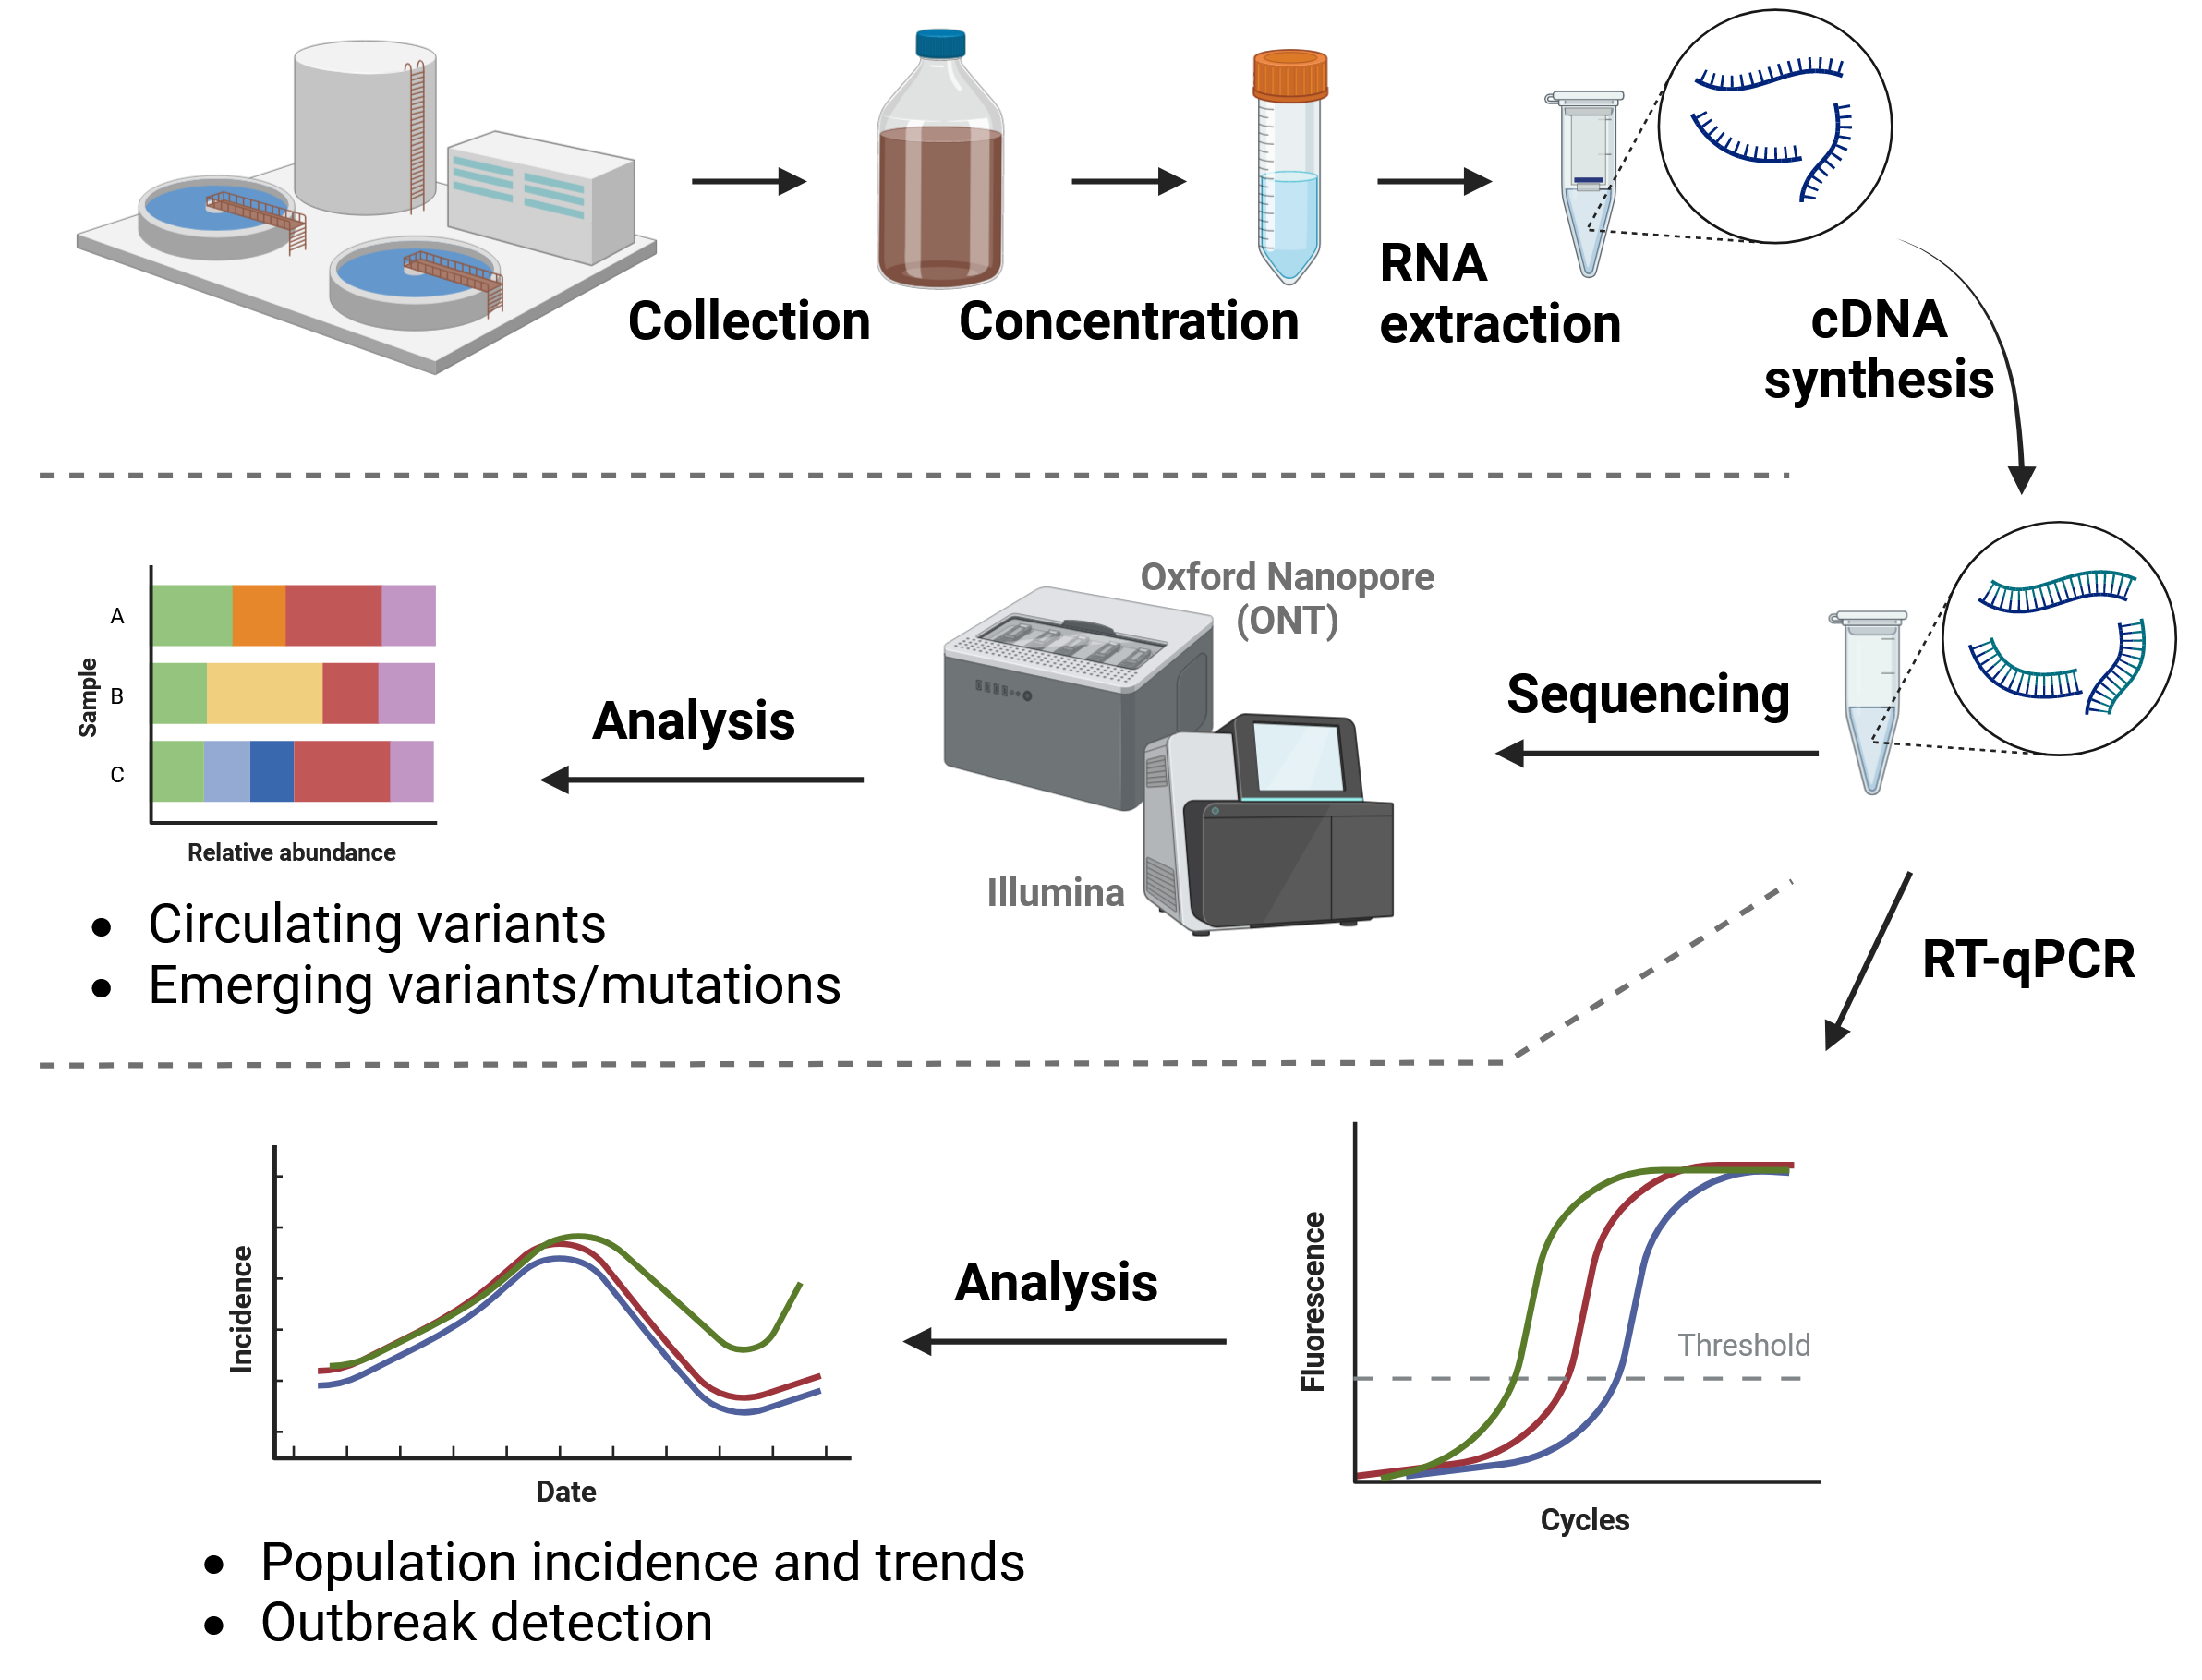 Collection
Concentration
RNA
extraction
cDNA
synthesis
Oxford Nanopore
(ONT)
Illumina
Sequencing
Analysis
Sample
A
B
C
Relative abundance
• Circulating variants
• Emerging variants/mutations
RT-qPCR
Fluorescence
Threshold
Cycles
Analysis
Incidence
Date
• Population incidence and trends
• Outbreak detection